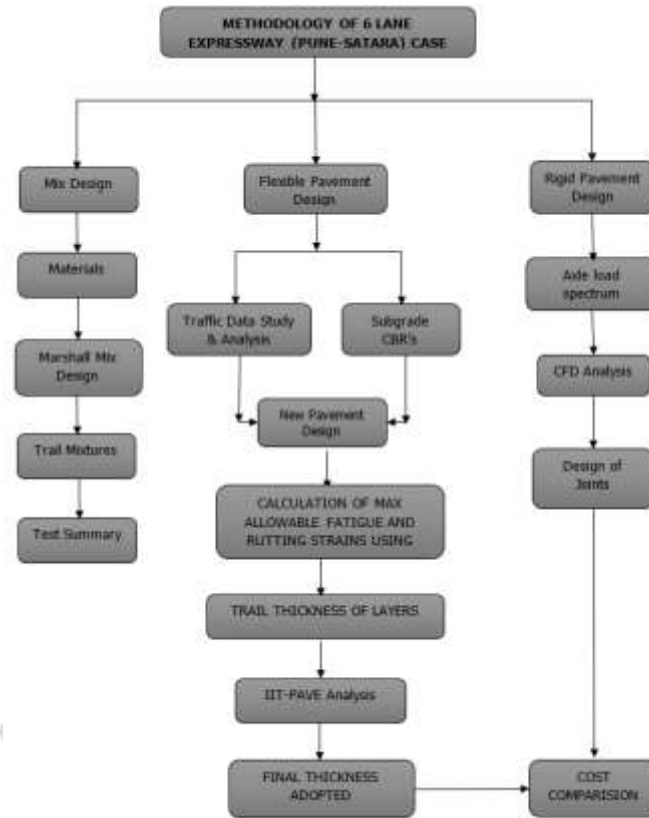 METHODOLOGY OF 6 LANE
EXPRESSWAY (PUNE-SATARA) CASE
Mix Design
Materials
Marshall Mix
Design
Trail Mixtures
Test Summary
Flexible Pavement
Design
Traffic Data Study
& Analysis
Subgrade
CBR's
New Pavement
Design
CALCULATION OF MAX
ALLOWABLE FATIGUE AND
RUTTING STRAINS USING
TRAIL THICKNESS OF LAYERS
IIT-PAVE Analysis
FINAL THICKNESS
ADOPTED
Rigid Pavement
Design
Axle load
spectrum
CFD Analysis
Design of
Joints
COST
COMPARISION